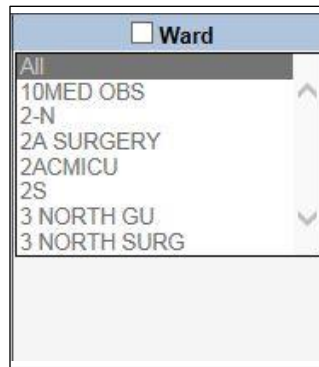 Ward
All
10MED OBS
2-N
2A SURGERY
2ACMICU
2S
3 NORTH GU
3 NORTH SURG